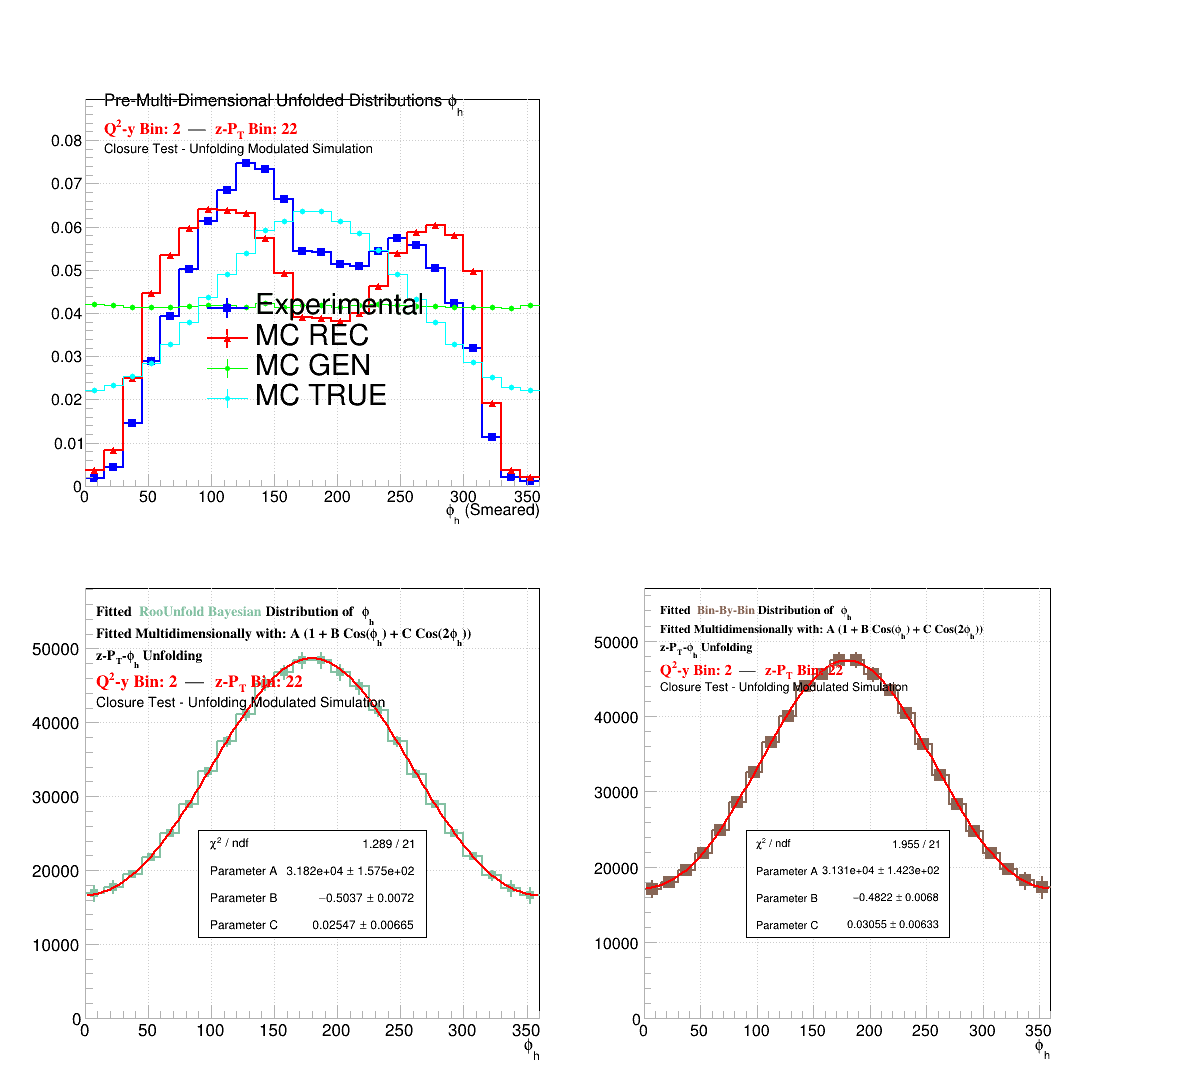 Pre-Multi-Dimensional Unfolded Distributions ϕh
Q2-y Bin: 2 — z-PT Bin: 22
Closure Test - Unfolding Modulated Simulation
0.08
0.07
0.06
0.05
0.04
0.03
0.02
0.01
0
Experimental
MC REC
MC GEN
MC TRUE
0 50 100 150 200 250 300 350
ϕh (Smeared)
Fitted RooUnfold Bayesian Distribution of ϕh
Fitted Multidimensionally with: A (1 + B Cos(ϕh) + C Cos(2ϕh))
z-PT-ϕh Unfolding
Q2-y Bin: 2 — z-PT Bin: 22
Closure Test - Unfolding Modulated Simulation
50000
40000
30000
20000
10000
0
χ2 / ndf 1.289 / 21
Parameter A 3.182e+04 ± 1.575e+02
Parameter B −0.5037 ± 0.0072
Parameter C 0.02547 ± 0.00665
0 50 100 150 200 250 300 350
ϕh
Fitted Bin-By-Bin Distribution of ϕh
Fitted Multidimensionally with: A (1 + B Cos(ϕh) + C Cos(2ϕh))
z-PT-ϕh Unfolding
Q2-y Bin: 2 — z-PT Bin: 22
Closure Test - Unfolding Modulated Simulation
50000
40000
30000
20000
10000
0
χ2 / ndf 1.955 / 21
Parameter A 3.131e+04 ± 1.423e+02
Parameter B −0.4822 ± 0.0068
Parameter C 0.03055 ± 0.00633
0 50 100 150 200 250 300 350
ϕh